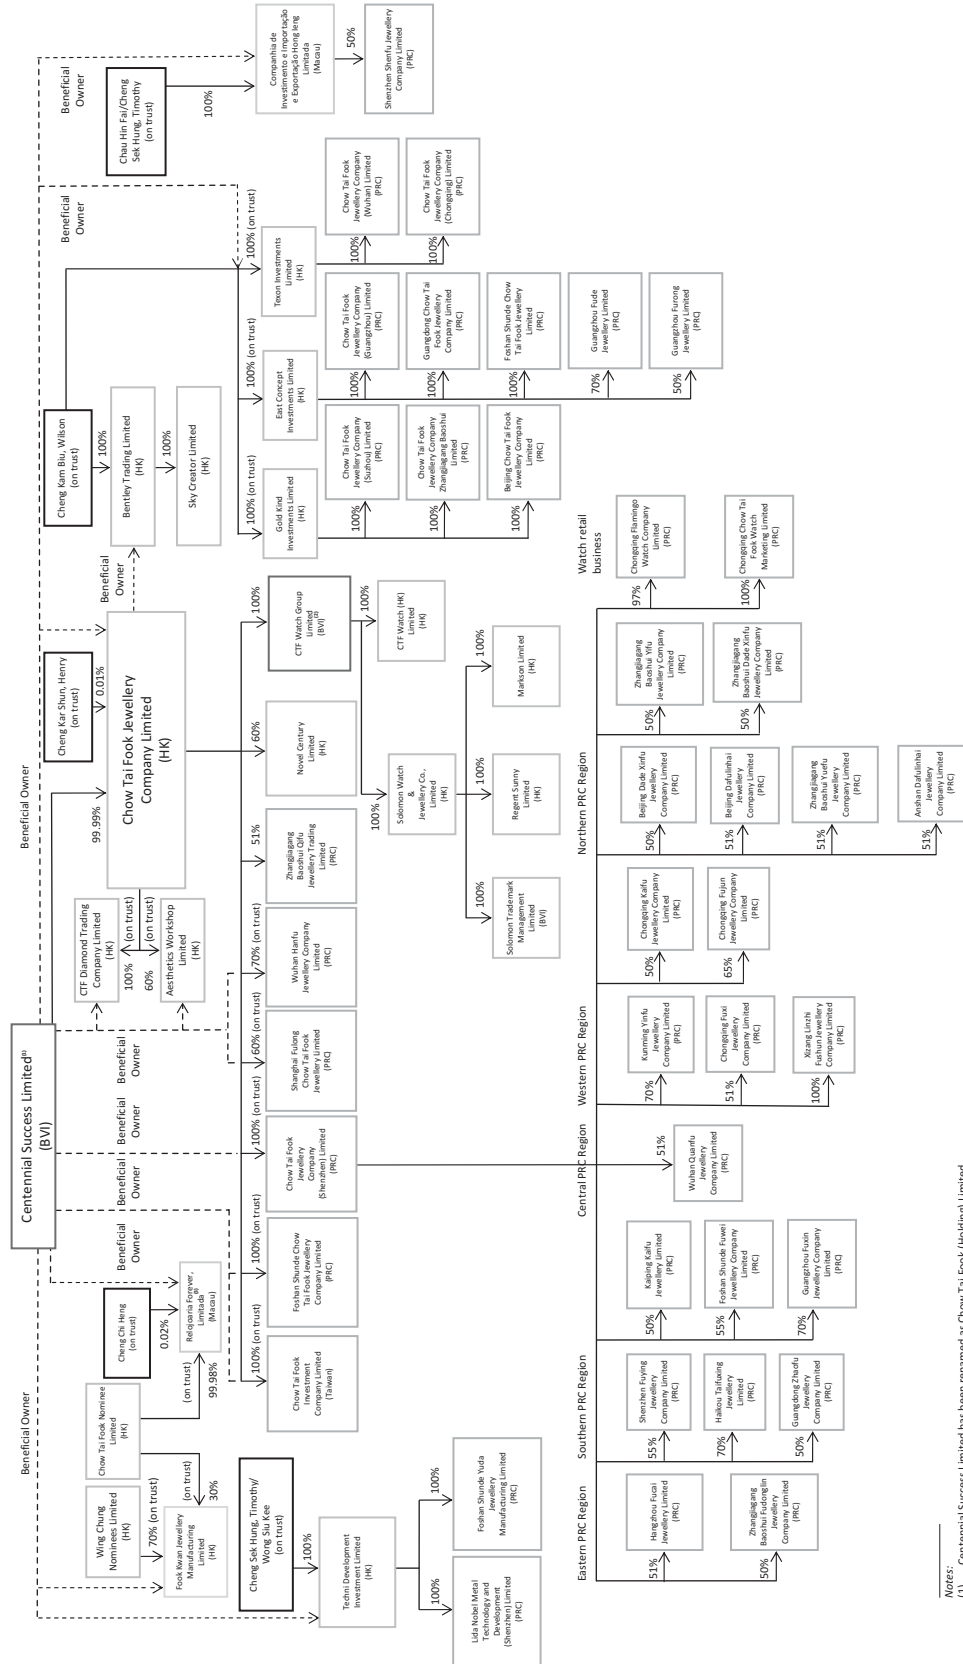 Centennial Success Limited⁽¹⁾
(BVI)
Beneficial Owner
Beneficial Owner
Beneficial
Owner
Beneficial
Owner
Beneficial
Owner
Beneficial
Owner
Beneficial
Owner
Beneficial
Owner
Beneficial
Owner
Wing Chung
Nominees Limited
(HK)
70% (on trust)
Chow Tai Fook Nominee
Limited
(HK)
(on trust)
30%
(on trust)
99.98%
Fook Kwan Jewellery
Manufacturing
Limited
(HK)
Cheng Chi Heng
(on trust)
0.02%
Relojoaria Forever,
Limitada
(Macau)
CTF Diamond Trading
Company Limited
(HK)
100% (on trust)
60% (on trust)
Aesthetics Workshop
Limited
(HK)
99.99%
Cheng Kar Shun, Henry
(on trust)
0.01%
Chow Tai Fook Jewellery
Company Limited
(HK)
Beneficial
Owner
Cheng Kam Biu, Wilson
(on trust)
100%
Bentley Trading Limited
(HK)
100%
Sky Creator Limited
(HK)
Chau Hin Fai/Cheng
Sek Hung, Timothy
(on trust)
100%
Companhia de
Investimento e Importação
e Exportação Hong Ieng
Limitada
(Macau)
50%
Shenzhen Shenfu Jewellery
Company Limited
(PRC)
Cheng Sek Hung, Timothy/
Wong Siu Kee
(on trust)
100%
Techni Development
Investment Limited
(HK)
100%
Lida Nobel Metal
Technology and
Development
(Shenzhen) Limited
(PRC)
100%
Foshan Shunde Yuda
Jewellery
Manufacturing Limited
(PRC)
100% (on trust)
Chow Tai Fook
Investment
Company Limited
(Taiwan)
100% (on trust)
Foshan Shunde Chow
Tai Fook Jewellery
Company Limited
(PRC)
100% (on trust)
Chow Tai Fook
Jewellery
Company
(Shenzhen) Limited
(PRC)
60% (on trust)
Shanghai Fulong
Chow Tai Fook
Jewellery Limited
(PRC)
70% (on trust)
Wuhan Hanfu
Jewellery Company
Limited
(PRC)
51%
Zhangjiagang
Baoshui Qifu
Jewellery Trading
Limited
(PRC)
60%
Novel Century
Limited
(HK)
100%
CTF Watch Group
Limited
(BVI)⁽²⁾
100%
CTF Watch (HK)
Limited
(HK)
100%
Solomon Watch
&
Jewellery Co.,
Limited
(HK)
100%
Solomon Trademark
Management
Limited
(BVI)
100%
Regent Sunny
Limited
(HK)
100%
Markson Limited
(HK)
100% (on trust)
Gold Kind
Investments Limited
(HK)
100%
Chow Tai Fook
Jewellery Company
(Suzhou) Limited
(PRC)
100%
Chow Tai Fook
Jewellery Company
Zhangjiagang Baoshui
Limited
(PRC)
100%
Beijing Chow Tai Fook
Jewellery Company
Limited
(PRC)
100% (on trust)
East Concept
Investments Limited
(HK)
100%
Chow Tai Fook
Jewellery Company
(Guangzhou) Limited
(PRC)
100%
Guangdong Chow Tai
Fook Jewellery
Company Limited
(PRC)
100%
Foshan Shunde Chow
Tai Fook Jewellery
Limited
(PRC)
70%
Guangzhou Fude
Jewellery Limited
(PRC)
50%
Guangzhou Furong
Jewellery Limited
(PRC)
100% (on trust)
Texon Investments
Limited
(HK)
100%
Chow Tai Fook
Jewellery Company
(Wuhan) Limited
(PRC)
100%
Chow Tai Fook
Jewellery Company
(Chongqing) Limited
(PRC)
Eastern PRC Region
51%
Hangzhou Fucai
Jewellery Limited
(PRC)
50%
Zhangjiagang
Baoshui Fudonglin
Jewellery
Company Limited
(PRC)
Southern PRC Region
55%
Shenzhen Fuying
Jewellery
Company Limited
(PRC)
70%
Haikou Taifuxing
Jewellery
Limited
(PRC)
50%
Guangdong Zhaofu
Jewellery
Company Limited
(PRC)
50%
Kaiping Kaifu
Jewellery Limited
(PRC)
55%
Foshan Shunde Fuwei
Jewellery Company
Limited
(PRC)
70%
Guangzhou Fuxin
Jewellery Company
Limited
(PRC)
Central PRC Region
51%
Wuhan Quanfu
Jewellery
Company Limited
(PRC)
Western PRC Region
70%
Kunming Yinfu
Jewellery
Company Limited
(PRC)
51%
Chongqing Fuxi
Jewellery
Company Limited
(PRC)
100%
Xizang Linzhi
Fushun Jewellery
Company Limited
(PRC)
50%
Chongqing Kaifu
Jewellery Company
Limited
(PRC)
65%
Chongqing Fujun
Jewellery Company
Limited
(PRC)
Northern PRC Region
50%
Beijing Dade Xinfu
Jewellery
Company Limited
(PRC)
51%
Beijing Dafulinhai
Jewellery
Company Limited
(PRC)
51%
Zhangjiagang
Baoshui Yuefu
Jewellery
Company Limited
(PRC)
51%
Anshan Dafulinhai
Jewellery
Company Limited
(PRC)
50%
Zhangjiagang
Baoshui Yifu
Jewellery Company
Limited
(PRC)
50%
Zhangjiagang
Baoshui Dade Xinfu
Jewellery Company
Limited
(PRC)
Watch retail
business
97%
Chongqing Flamingo
Watch Company
Limited
(PRC)
100%
Chongqing Chow Tai
Fook Watch
Marketing Limited
(PRC)
Notes:
(1) Centennial Success Limited has been renamed as Chow Tai Fook (Holding) Limited